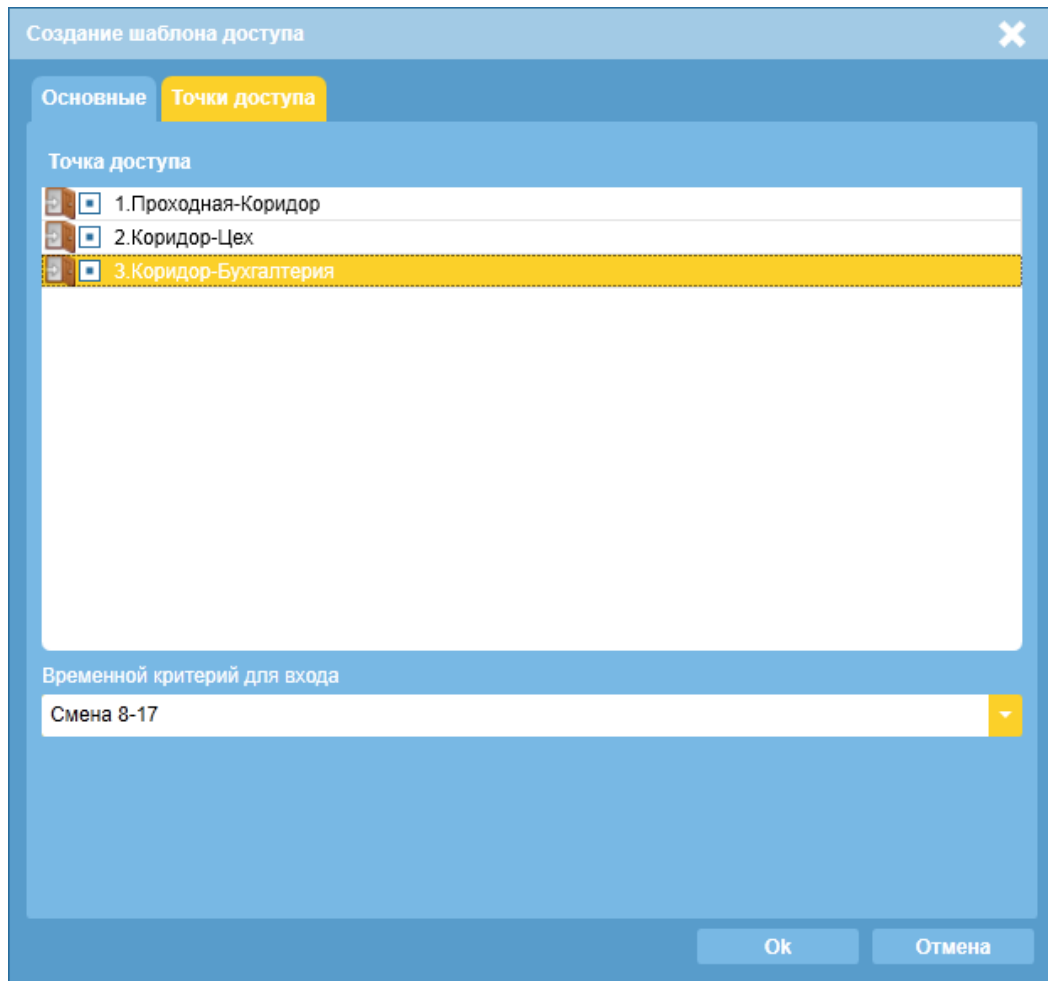 Создание шаблона доступа
Основные Точки доступа
Точка доступа
1.Проходная-Коридор
2.Коридор-Цех
3.Коридор-Бухгалтерия
Временной критерий для входа
Смена 8-17
Ok Отмена